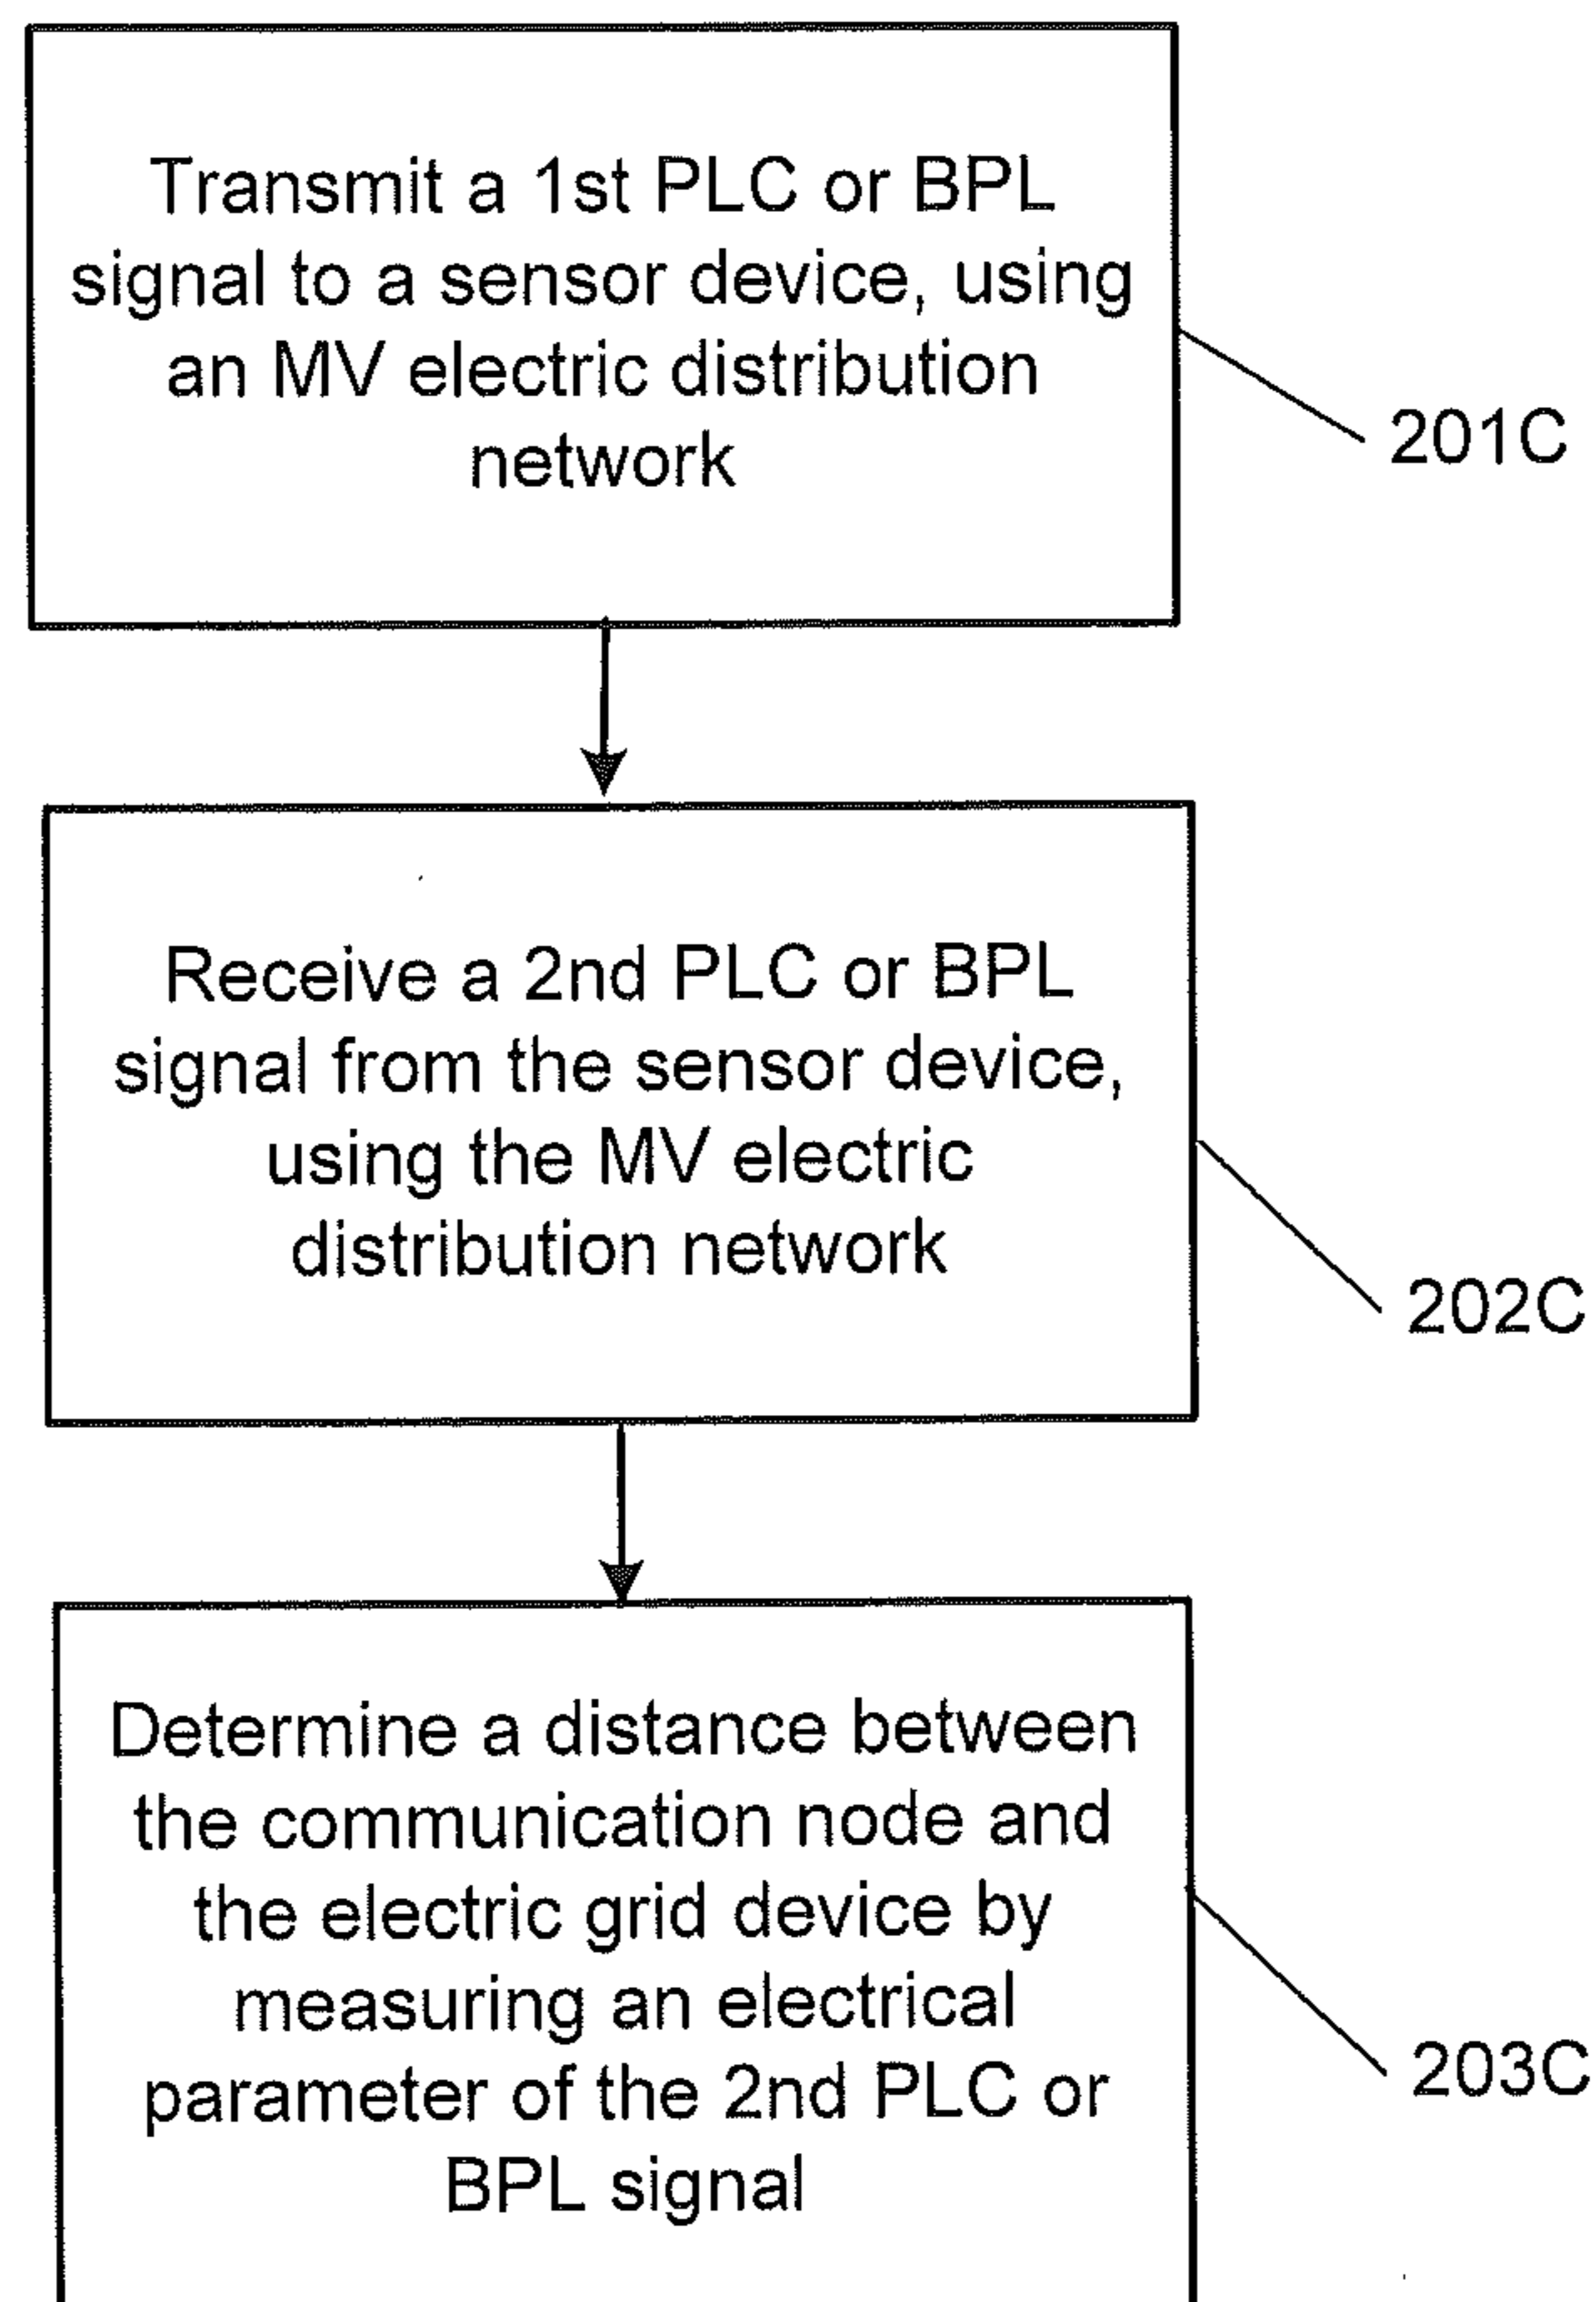 Transmit a 1st PLC or BPL
signal to a sensor device, using
an MV electric distribution
network
201C
Receive a 2nd PLC or BPL
signal from the sensor device,
using the MV electric
distribution network
202C
Determine a distance between
the communication node and
the electric grid device by
measuring an electrical
parameter of the 2nd PLC or
BPL signal
203C